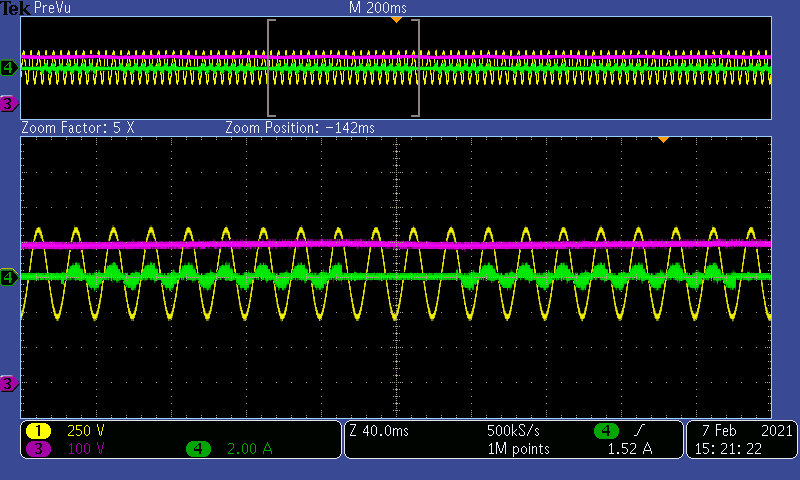 Tek PreVu M 200ms
4
3
Zoom Factor: 5 X Zoom Position: −142ms
4
3
1 250 V Z 40.0ms 500kS/s 4 7 Feb 2021
3 100 V 4 2.00 A 1M points 1.52 A 15: 21: 22